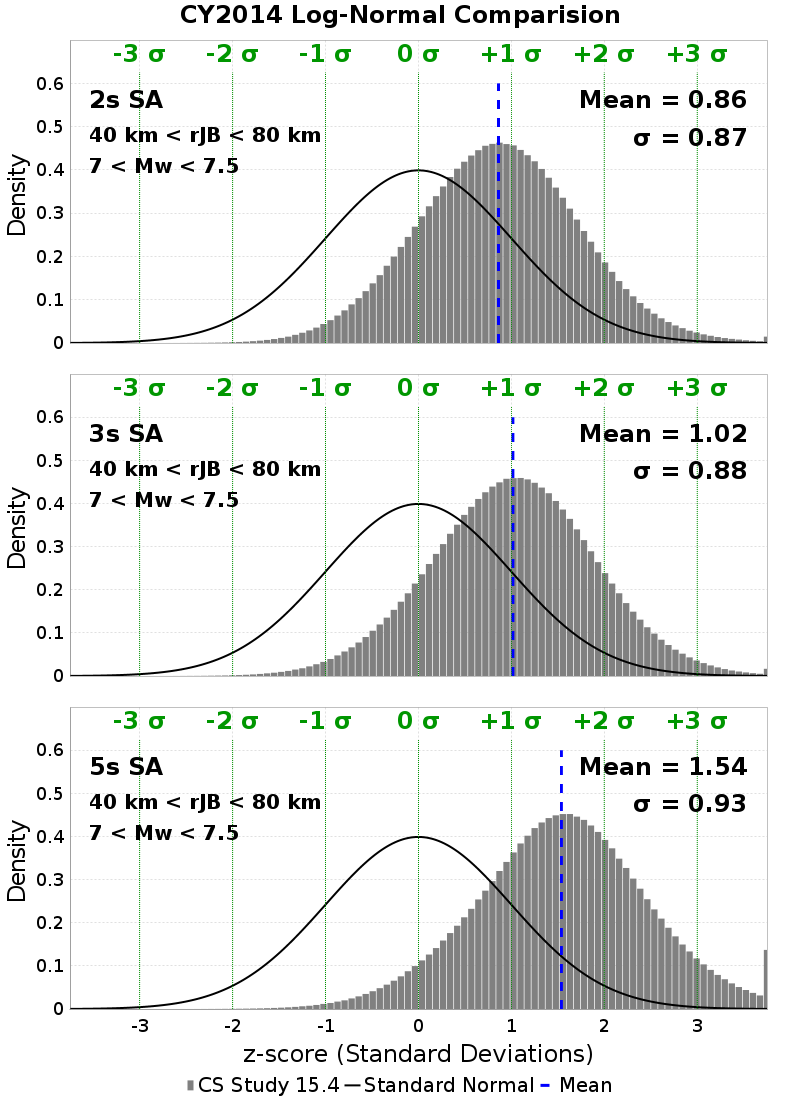 CY2014 Log-Normal Comparision
-3 σ -2 σ -1 σ 0 σ +1 σ +2 σ +3 σ
2s SA
40 km < rJB < 80 km
7 < Mw < 7.5
Mean = 0.86
σ = 0.87
Density
0.6
0.5
0.4
0.3
0.2
0.1
0
-3 σ -2 σ -1 σ 0 σ +1 σ +2 σ +3 σ
3s SA
40 km < rJB < 80 km
7 < Mw < 7.5
Mean = 1.02
σ = 0.88
Density
0.6
0.5
0.4
0.3
0.2
0.1
0
-3 σ -2 σ -1 σ 0 σ +1 σ +2 σ +3 σ
5s SA
40 km < rJB < 80 km
7 < Mw < 7.5
Mean = 1.54
σ = 0.93
Density
0.6
0.5
0.4
0.3
0.2
0.1
0
-3 -2 -1 0 1 2 3
z-score (Standard Deviations)
CS Study 15.4 Standard Normal Mean